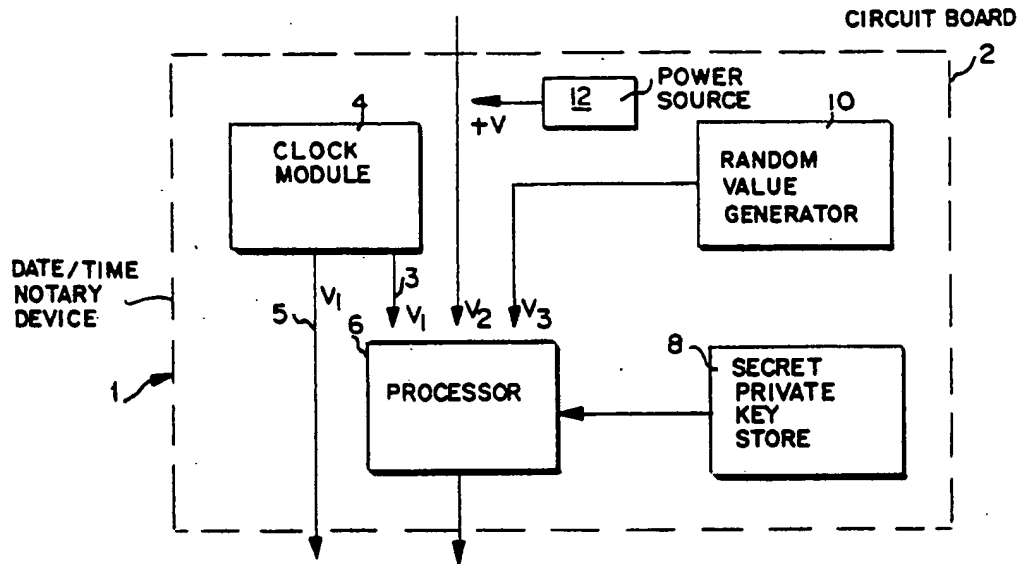 CIRCUIT BOARD
2
12
POWER
SOURCE
+V
4
CLOCK
MODULE
10
RANDOM
VALUE
GENERATOR
DATE/TIME
NOTARY
DEVICE
1
V1
5
3
V1
V2
V3
6
PROCESSOR
8
SECRET
PRIVATE
KEY
STORE